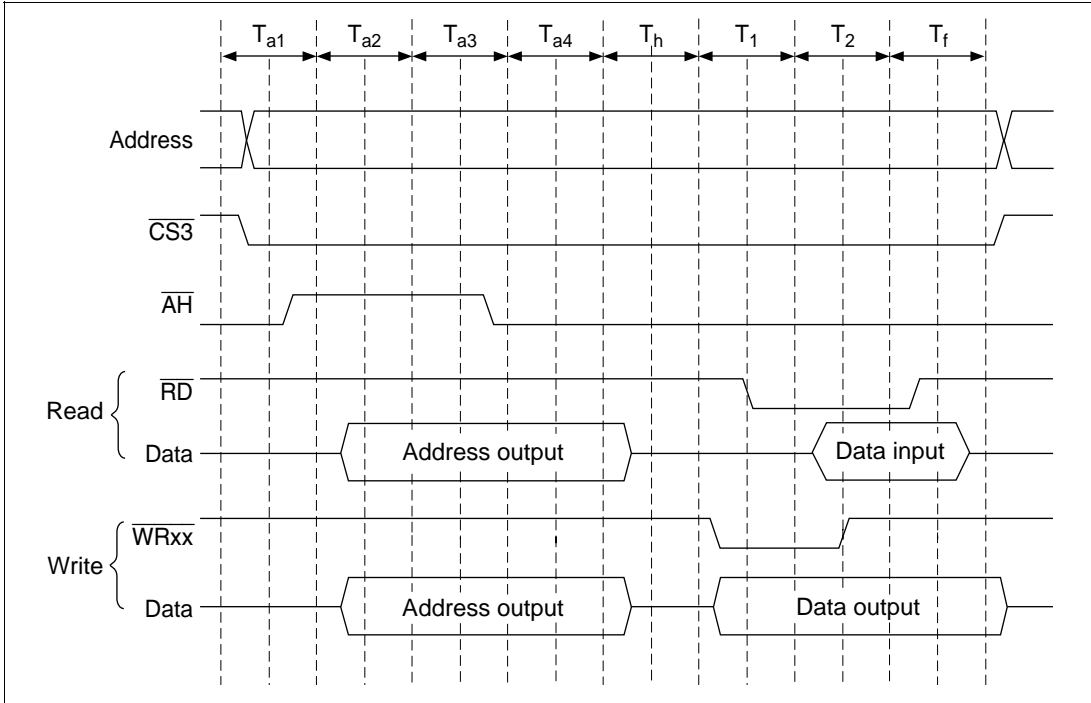 Ta1 Ta2 Ta3 Ta4 Th T1 T2 Tf
Address
CS3
AH
RD
Read
Data Address output Data input
WRxx
Write
Data Address output Data output